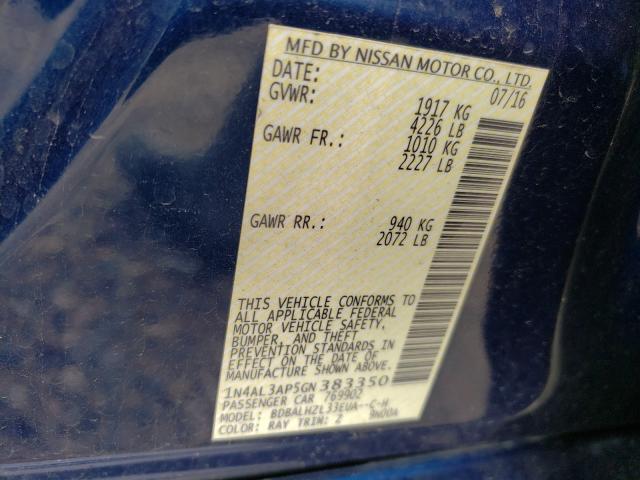 MFD BY NISSAN MOTOR CO., LTD.
DATE: 07/16
GVWR: 1917 KG
4226 LB
GAWR FR.: 1010 KG
2227 LB
GAWR RR.: 940 KG
2072 LB
THIS VEHICLE CONFORMS TO
ALL APPLICABLE FEDERAL
MOTOR VEHICLE SAFETY,
BUMPER, AND THEFT
PREVENTION STANDARDS IN
EFFECT ON THE DATE OF
MANUFACTURE SHOWN ABOVE.
1N4AL3AP5GN383350
PASSENGER CAR 769902
MODEL: BDBALHZL33EUA--C-H
COLOR: RAY TRIM: Z 9N00A